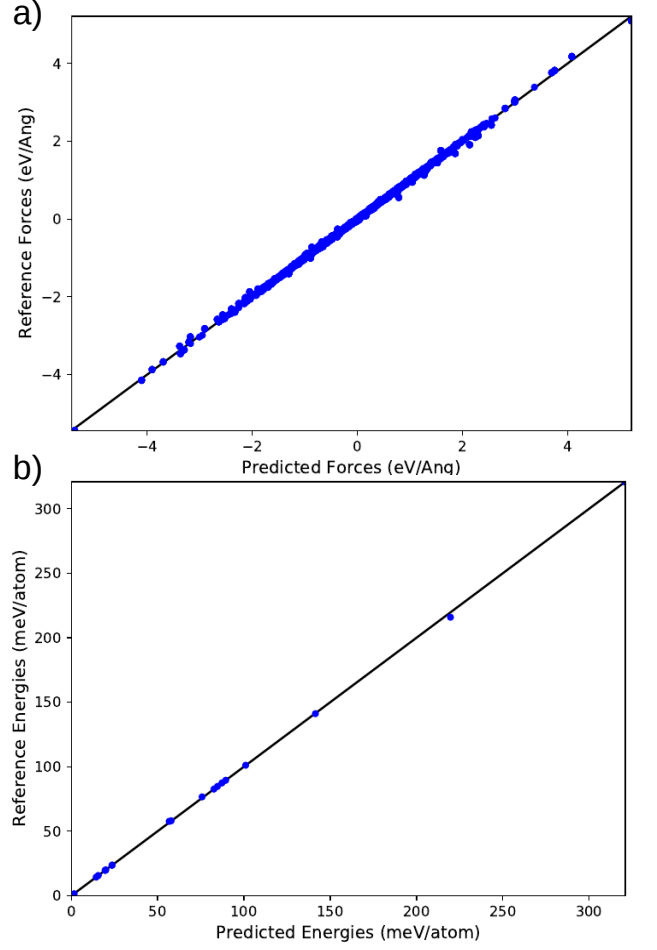 a)
4
2
0
−2
−4
Reference Forces (eV/Ang)
−4 −2 0 2 4
Predicted Forces (eV/Ang)
b)
300
250
200
150
100
50
0
Reference Energies (meV/atom)
0 50 100 150 200 250 300
Predicted Energies (meV/atom)